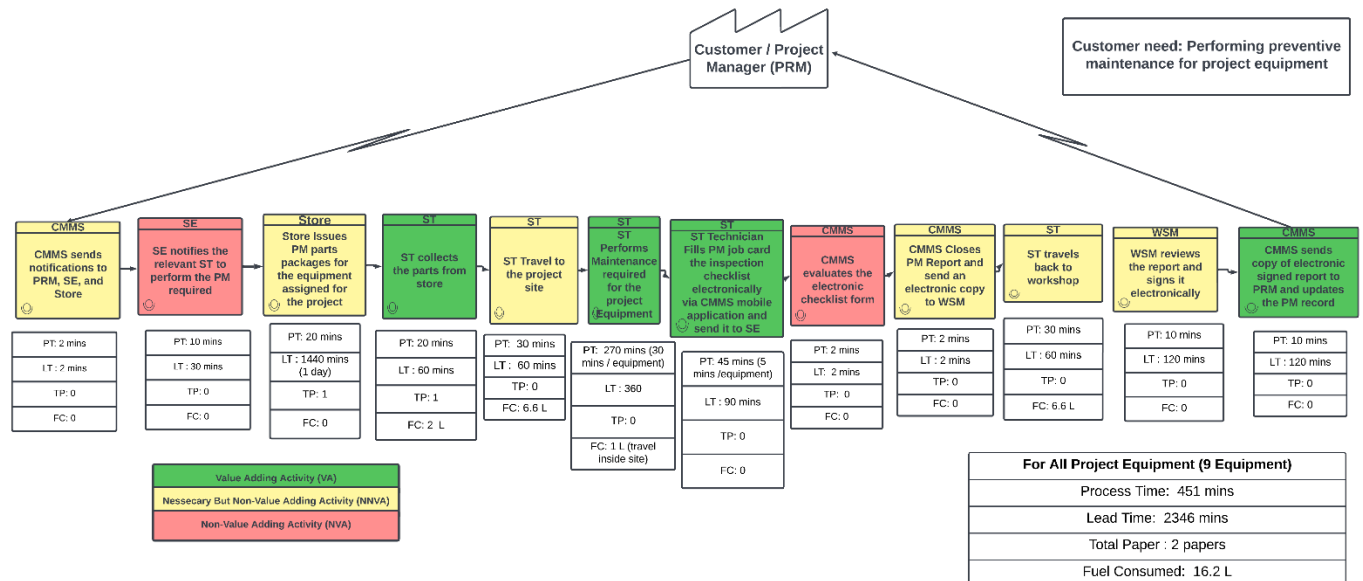 Customer / Project
Manager (PRM)
Customer need: Performing preventive
maintenance for project equipment
CMMS
CMMS sends
notifications to
PRM, SE, and
Store
PT: 2 mins
LT : 2 mins
TP: 0
FC: 0
SE
SE notifies the
relevant ST to
perform the PM
required
PT: 10 mins
LT : 30 mins
TP: 0
FC: 0
Store
Store Issues
PM parts
packages for
the equipment
assigned for
the project
PT: 20 mins
LT : 1440 mins
(1 day)
TP: 1
FC: 0
ST
ST collects
the parts from
store
PT: 20 mins
LT: 60 mins
TP: 1
FC: 2 L
ST
ST Travel to
the project
site
PT: 30 mins
LT : 60 mins
TP: 0
FC: 6.6 L
ST
ST
Performs
Maintenance
required
for the
project
Equipment
PT: 270 mins (30
mins / equipment)
LT : 360
TP: 0
FC: 1 L (travel
inside site)
ST
ST Technician
Fills PM job card
the inspection
checklist
electronically
via CMMS mobile
application and
send it to SE
PT: 45 mins (5
mins /equipment)
LT : 90 mins
TP: 0
FC: 0
CMMS
CMMS
evaluates the
electronic
checklist form
PT: 2 mins
LT: 2 mins
TP: 0
FC: 0
CMMS
CMMS Closes
PM Report and
send an
electronic copy
to WSM
PT: 2 mins
LT : 2 mins
TP: 0
FC: 0
ST
ST travels
back to
workshop
PT: 30 mins
LT : 60 mins
TP: 0
FC: 6.6 L
WSM
WSM reviews
the report and
signs it
electronically
PT: 10 mins
LT : 120 mins
TP: 0
FC: 0
CMMS
CMMS sends
copy of electronic
signed report to
PRM and updates
the PM record
PT: 10 mins
LT : 120 mins
TP: 0
FC: 0
Value Adding Activity (VA)
Nessecary But Non-Value Adding Activity (NNVA)
Non-Value Adding Activity (NVA)
For All Project Equipment (9 Equipment)
Process Time: 451 mins
Lead Time: 2346 mins
Total Paper : 2 papers
Fuel Consumed: 16.2 L